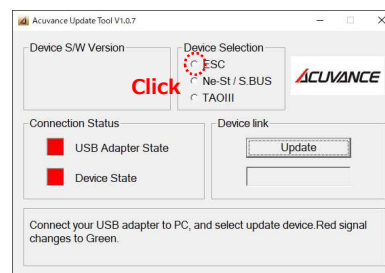 Acuvance Update Tool V1.0.7
Device S/W Version
Device Selection
ESC
Ne-St / S.BUS
TAOIII
Click
ACUVANCE
Connection Status
USB Adapter State
Device State
Device link
Update
Connect your USB adapter to PC, and select update device.Red signal
changes to Green.